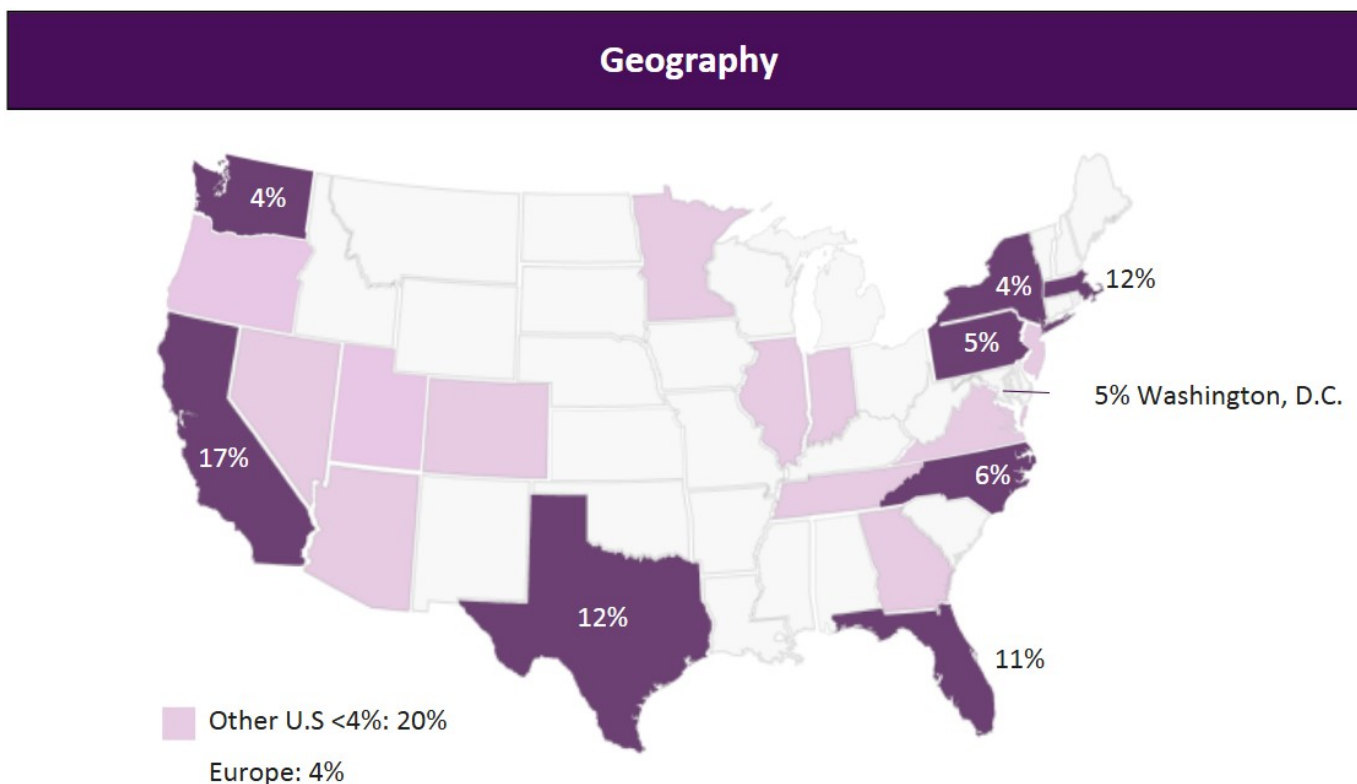 Geography
4%
4%
12%
5%
5% Washington, D.C.
17%
6%
12%
11%
Other U.S <4%: 20%
Europe: 4%